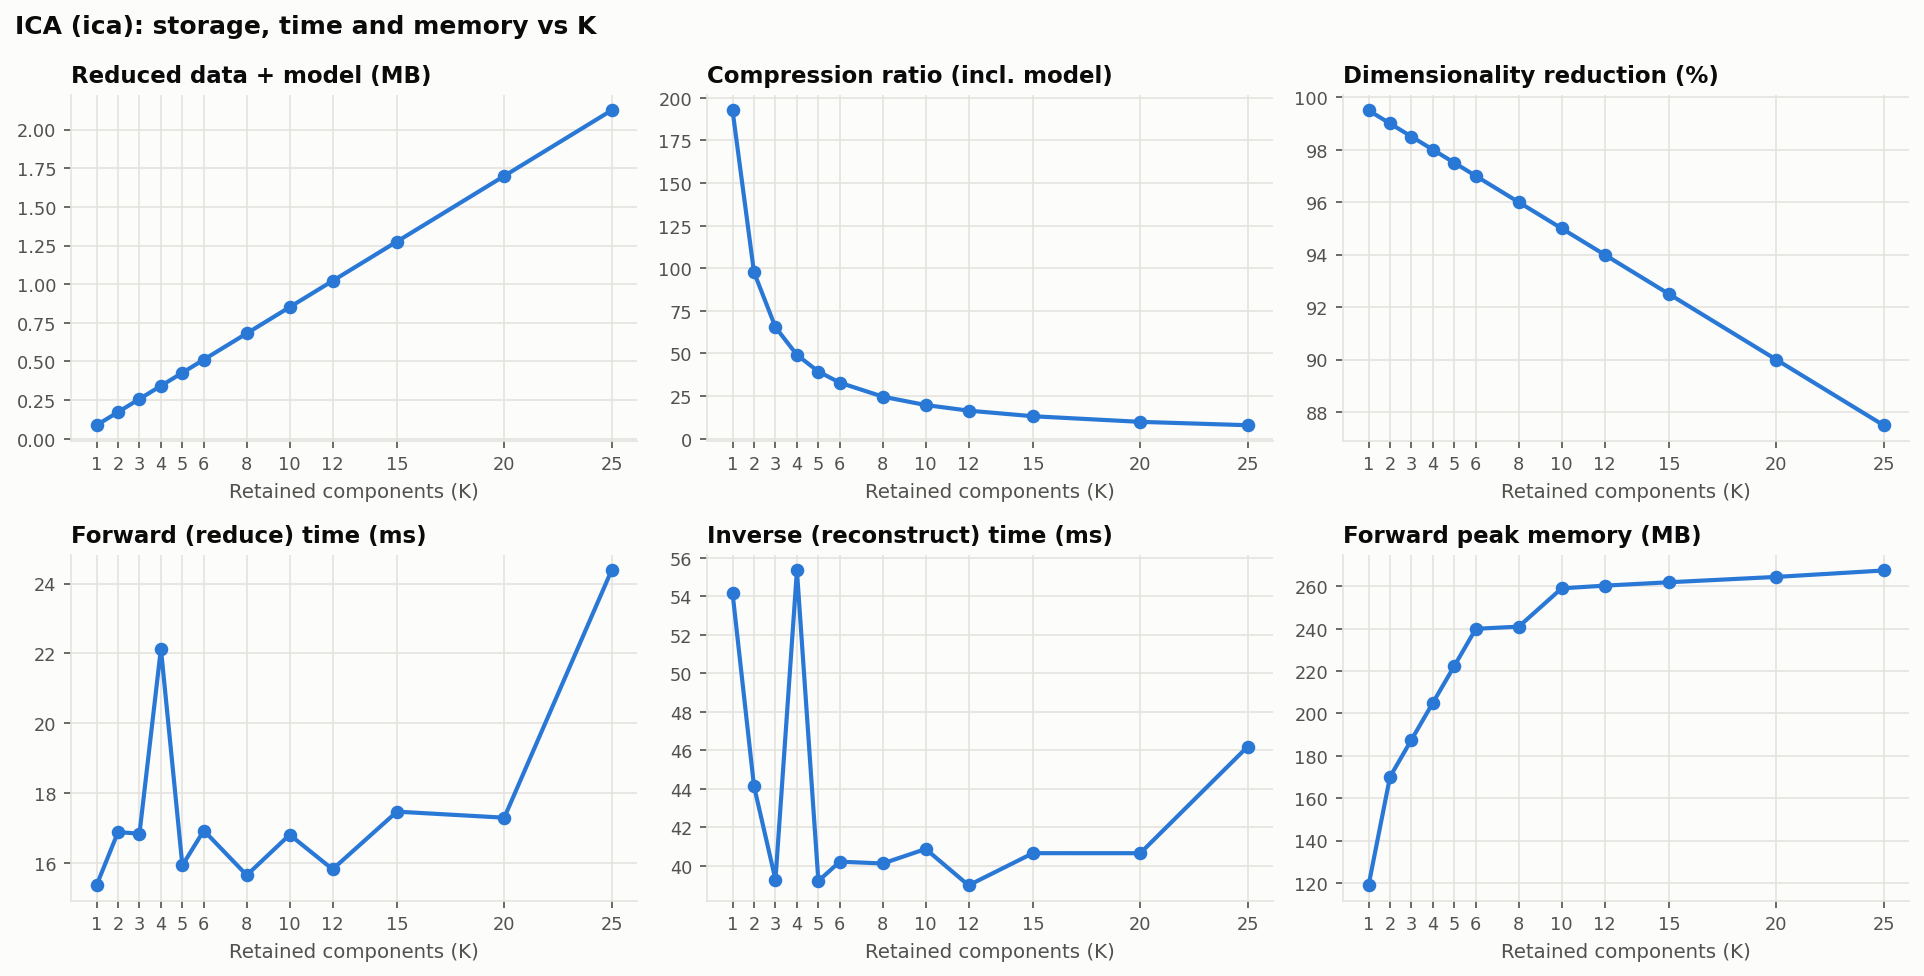 ICA (ica): storage, time and memory vs K
Reduced data + model (MB)
2.00
1.75
1.50
1.25
1.00
0.75
0.50
0.25
0.00
1 2 3 4 5 6 8 10 12 15 20 25
Retained components (K)
Compression ratio (incl. model)
200
175
150
125
100
75
50
25
0
1 2 3 4 5 6 8 10 12 15 20 25
Retained components (K)
Dimensionality reduction (%)
100
98
96
94
92
90
88
1 2 3 4 5 6 8 10 12 15 20 25
Retained components (K)
Forward (reduce) time (ms)
24
22
20
18
16
1 2 3 4 5 6 8 10 12 15 20 25
Retained components (K)
Inverse (reconstruct) time (ms)
56
54
52
50
48
46
44
42
40
1 2 3 4 5 6 8 10 12 15 20 25
Retained components (K)
Forward peak memory (MB)
260
240
220
200
180
160
140
120
1 2 3 4 5 6 8 10 12 15 20 25
Retained components (K)